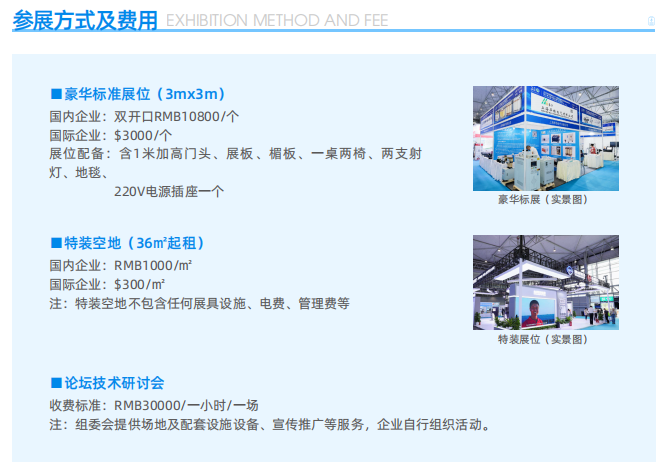 参展方式及费用 EXHIBITION METHOD AND FEE
■豪华标准展位（3mx3m）
国内企业：双开口RMB10800/个
国际企业：$3000/个
展位配备：含1米加高门头、展板、楣板、一桌两椅、两支射
灯、地毯、
220V电源插座一个
豪华标展（实景图）
■特装空地（36㎡起租）
国内企业：RMB1000/㎡
国际企业：$300/㎡
注：特装空地不包含任何展具设施、电费、管理费等
特装展位（实景图）
■论坛技术研讨会
收费标准：RMB30000/一小时/一场
注：组委会提供场地及配套设施设备、宣传推广等服务，企业自行组织活动。